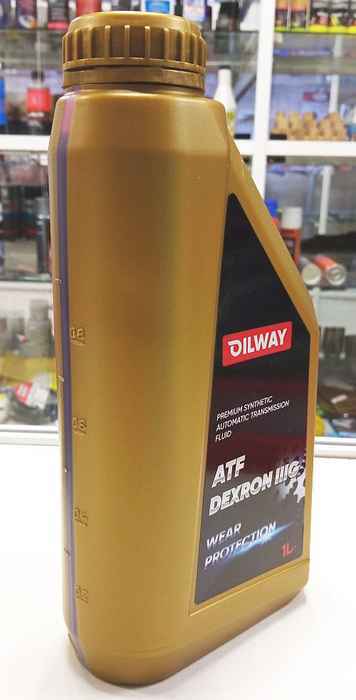 OILWAY
PREMIUM SYNTHETIC
AUTOMATIC TRANSMISSION
FLUID
ATF
DEXRON IIIG
WEAR
PROTECTION
1L